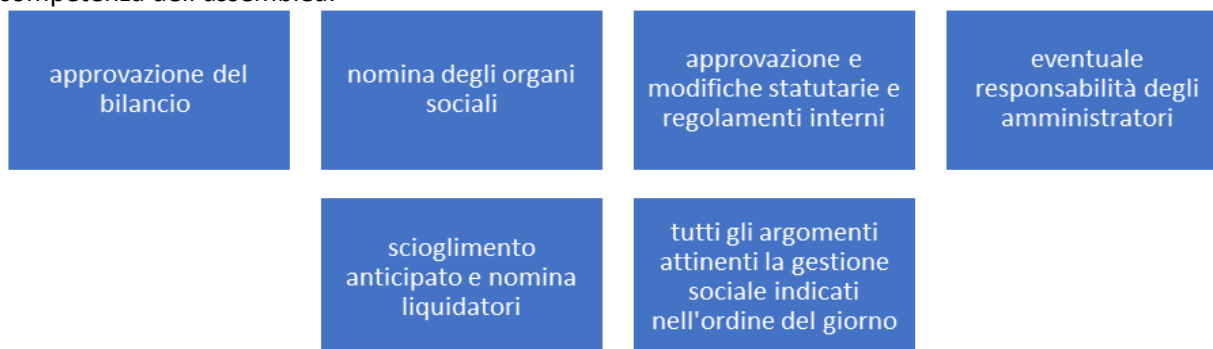 competenza dell'assemblea:
approvazione del
bilancio
nomina degli organi
sociali
approvazione e
modifiche statutarie e
regolamenti interni
eventuale
responsabilità degli
amministratori
scioglimento
anticipato e nomina
liquidatori
tutti gli argomenti
attinenti la gestione
sociale indicati
nell'ordine del giorno